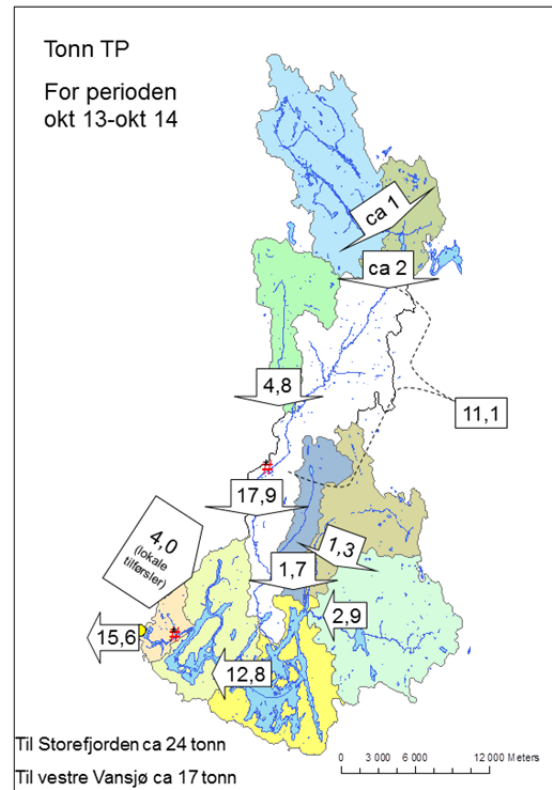 Tonn TP
For perioden
okt 13-okt 14
ca 1
ca 2
4,8
11,1
17,9
4,0
(lokale
tilførsler)
1,3
1,7
2,9
15,6
12,8
Til Storefjorden ca 24 tonn
Til vestre Vansjø ca 17 tonn
0 3 000 6 000 12 000 Meters